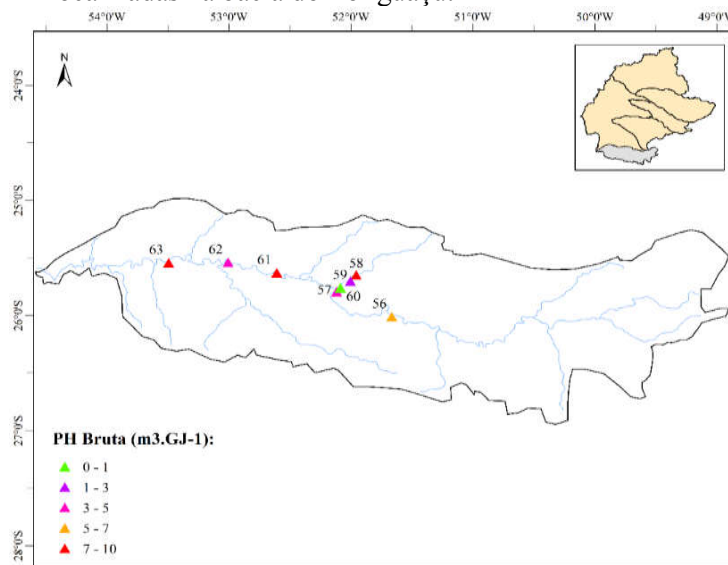 54°0'W 53°0'W 52°0'W 51°0'W 50°0'W 49°0'W
N
24°0'S
25°0'S
26°0'S
27°0'S
28°0'S
63 62 61 59 58
57 60 56
PH Bruta (m3.GJ-1):
0 - 1
1 - 3
3 - 5
5 - 7
7 - 10